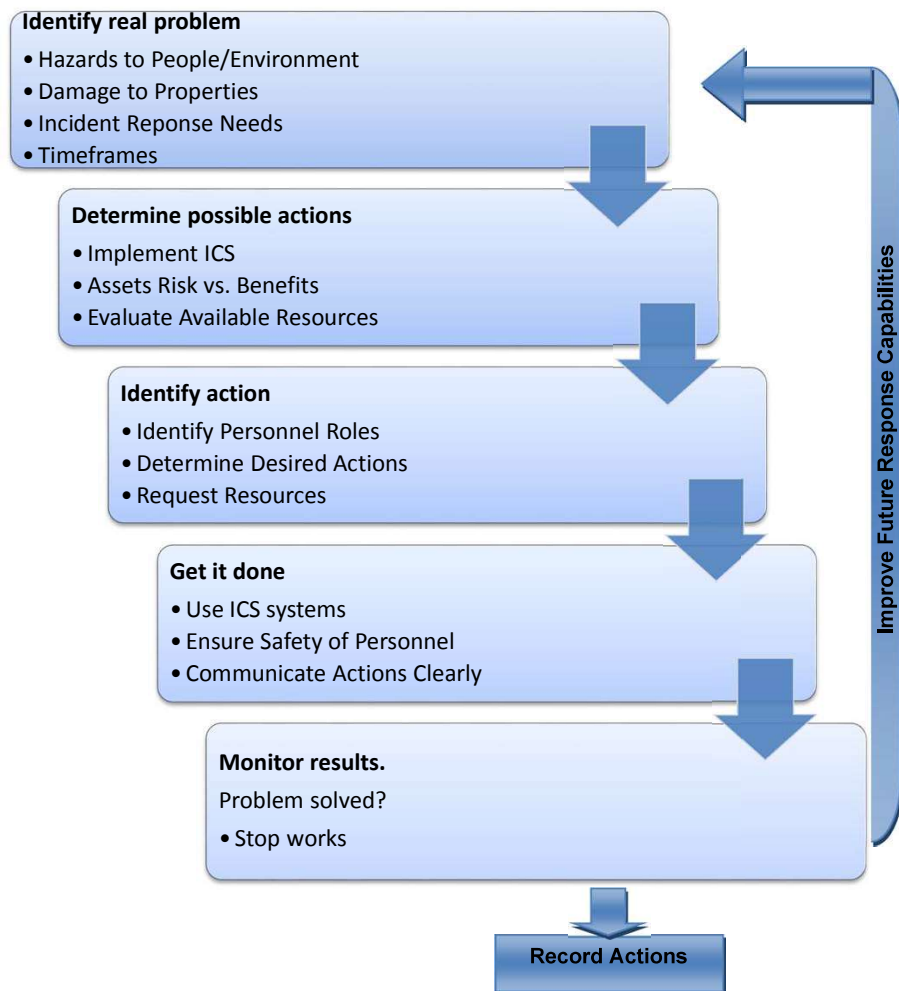 Identify real problem
• Hazards to People/Environment
• Damage to Properties
• Incident Reponse Needs
• Timeframes
Determine possible actions
• Implement ICS
• Assets Risk vs. Benefits
• Evaluate Available Resources
Identify action
• Identify Personnel Roles
• Determine Desired Actions
• Request Resources
Get it done
• Use ICS systems
• Ensure Safety of Personnel
• Communicate Actions Clearly
Monitor results.
Problem solved?
• Stop works
Record Actions
Improve Future Response Capabilities